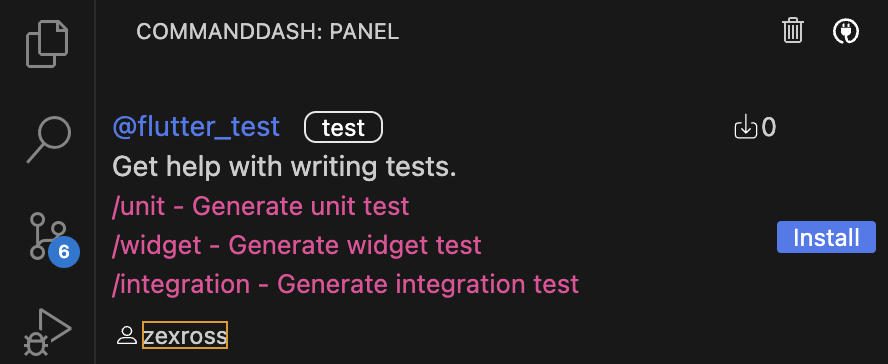 COMMANDDASH: PANEL
@flutter_test test 0
Get help with writing tests.
/unit - Generate unit test
/widget - Generate widget test
Install
/integration - Generate integration test
6
zexross